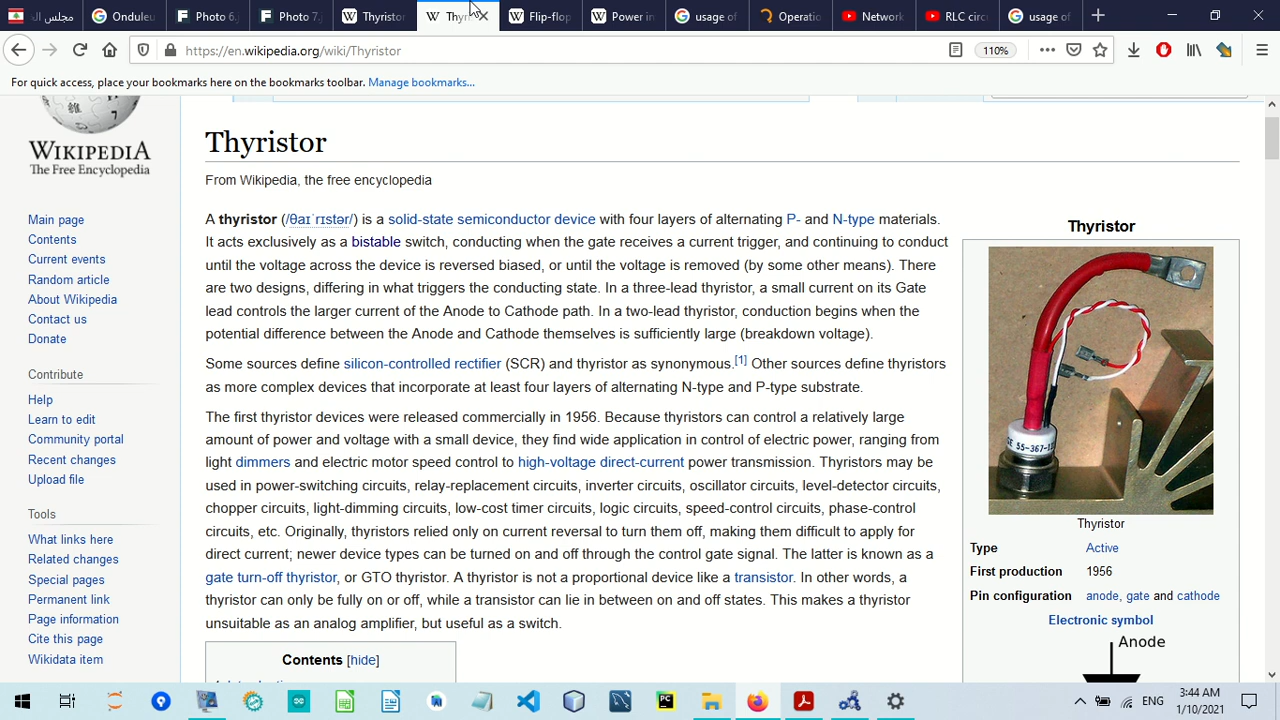 مجلس الد
Onduleu
Photo 6.
Photo 7.
Thyristor
Thyr
Flip-flop
Power in
usage of
Operatio
Network
RLC circ
usage of
https://en.wikipedia.org/wiki/Thyristor
110%
For quick access, place your bookmarks here on the bookmarks toolbar. Manage bookmarks...
WIKIPEDIA
The Free Encyclopedia
Main page
Contents
Current events
Random article
About Wikipedia
Contact us
Donate
Contribute
Help
Learn to edit
Community portal
Recent changes
Upload file
Tools
What links here
Related changes
Special pages
Permanent link
Page information
Cite this page
Wikidata item
Thyristor
From Wikipedia, the free encyclopedia
A thyristor (/θaɪˈrɪstər/) is a solid-state semiconductor device with four layers of alternating P- and N-type materials.
It acts exclusively as a bistable switch, conducting when the gate receives a current trigger, and continuing to conduct
until the voltage across the device is reversed biased, or until the voltage is removed (by some other means). There
are two designs, differing in what triggers the conducting state. In a three-lead thyristor, a small current on its Gate
lead controls the larger current of the Anode to Cathode path. In a two-lead thyristor, conduction begins when the
potential difference between the Anode and Cathode themselves is sufficiently large (breakdown voltage).
Some sources define silicon-controlled rectifier (SCR) and thyristor as synonymous.[1] Other sources define thyristors
as more complex devices that incorporate at least four layers of alternating N-type and P-type substrate.
The first thyristor devices were released commercially in 1956. Because thyristors can control a relatively large
amount of power and voltage with a small device, they find wide application in control of electric power, ranging from
light dimmers and electric motor speed control to high-voltage direct-current power transmission. Thyristors may be
used in power-switching circuits, relay-replacement circuits, inverter circuits, oscillator circuits, level-detector circuits,
chopper circuits, light-dimming circuits, low-cost timer circuits, logic circuits, speed-control circuits, phase-control
circuits, etc. Originally, thyristors relied only on current reversal to turn them off, making them difficult to apply for
direct current; newer device types can be turned on and off through the control gate signal. The latter is known as a
gate turn-off thyristor, or GTO thyristor. A thyristor is not a proportional device like a transistor. In other words, a
thyristor can only be fully on or off, while a transistor can lie in between on and off states. This makes a thyristor
unsuitable as an analog amplifier, but useful as a switch.
Contents [hide]
Thyristor
Thyristor
Type Active
First production 1956
Pin configuration anode, gate and cathode
Electronic symbol
Anode
ENG
3:44 AM
1/10/2021